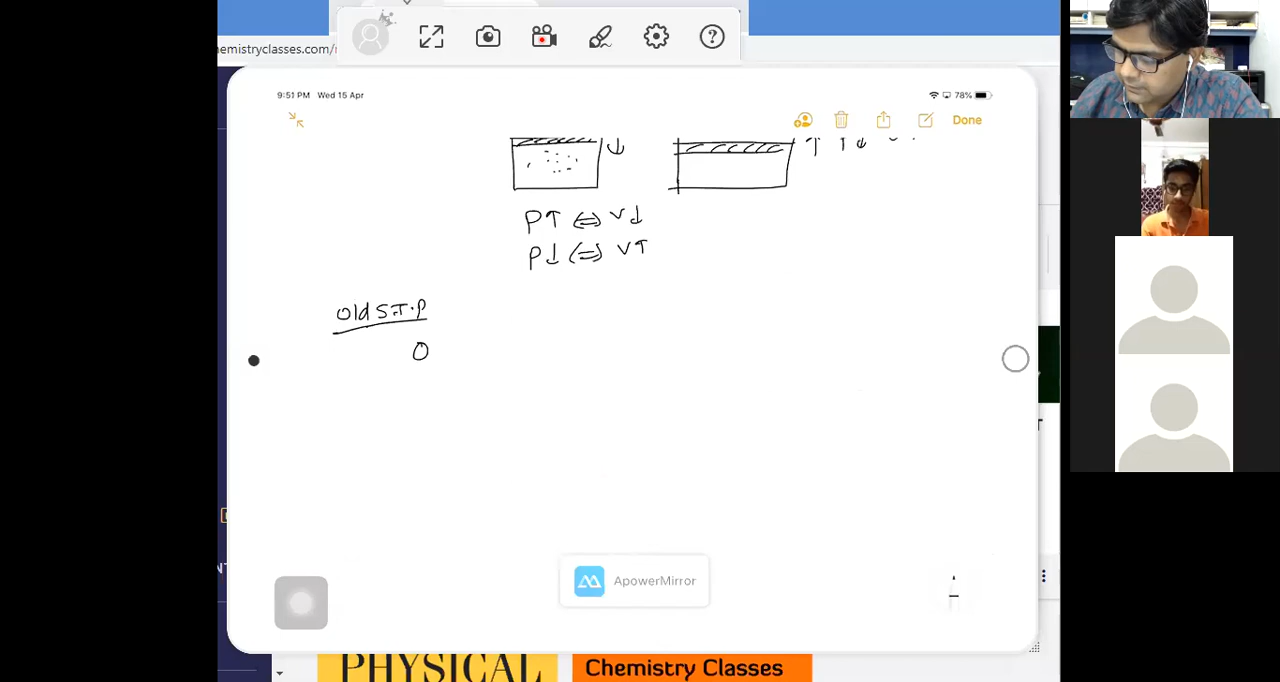 emistryclasses.com/r
9:51 PM Wed 15 Apr
78%
Done
P↑ ⇔ V↓
P↓ ⇔ V↑
Old S.T.P
0
ApowerMirror
PHYSICAL
Chemistry Classes